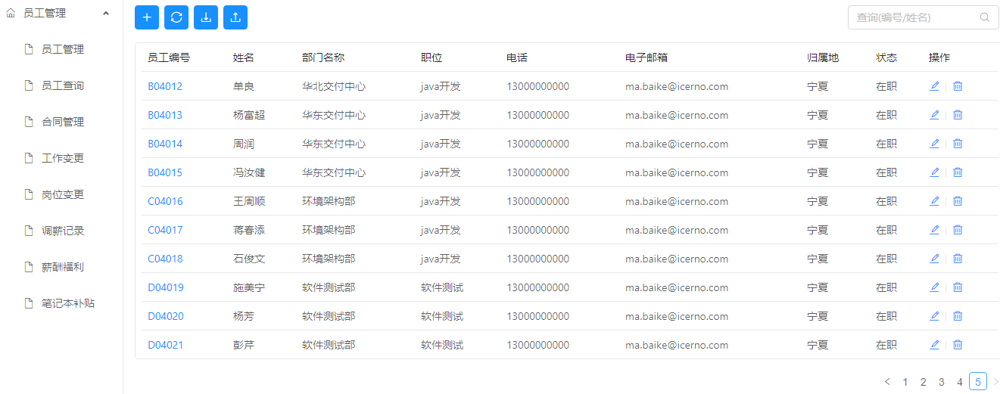 员工管理
员工管理
员工查询
合同管理
工作变更
岗位变更
调薪记录
薪酬福利
笔记本补贴
查询(编号/姓名)
员工编号 姓名 部门名称 职位 电话 电子邮箱 归属地 状态 操作
B04012 单良 华北交付中心 java开发 13000000000 ma.baike@icerno.com 宁夏 在职
B04013 杨富超 华东交付中心 java开发 13000000000 ma.baike@icerno.com 宁夏 在职
B04014 周润 华东交付中心 java开发 13000000000 ma.baike@icerno.com 宁夏 在职
B04015 冯汝健 华东交付中心 java开发 13000000000 ma.baike@icerno.com 宁夏 在职
C04016 王周顺 环境架构部 java开发 13000000000 ma.baike@icerno.com 宁夏 在职
C04017 蒋春添 环境架构部 java开发 13000000000 ma.baike@icerno.com 宁夏 在职
C04018 石俊文 环境架构部 java开发 13000000000 ma.baike@icerno.com 宁夏 在职
D04019 施美宁 软件测试部 软件测试 13000000000 ma.baike@icerno.com 宁夏 在职
D04020 杨芳 软件测试部 软件测试 13000000000 ma.baike@icerno.com 宁夏 在职
D04021 彭芹 软件测试部 软件测试 13000000000 ma.baike@icerno.com 宁夏 在职
1 2 3 4 5